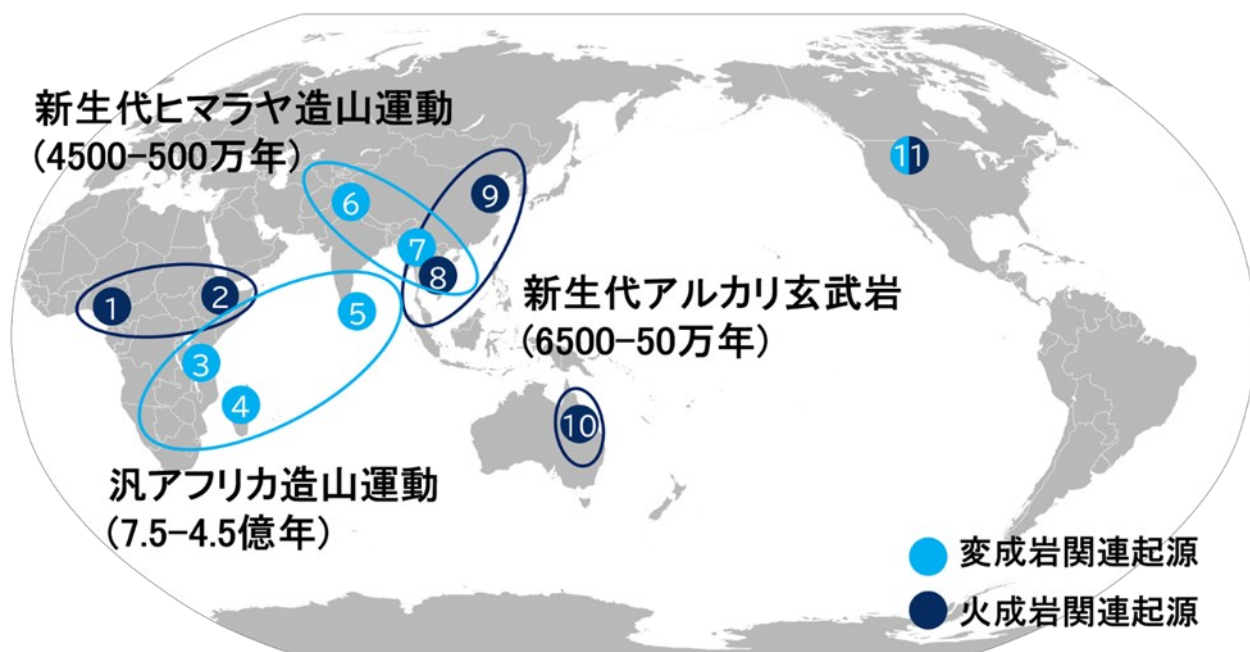 新生代ヒマラヤ造山運動
(4500-500万年)
9
11
6
7
8
新生代アルカリ玄武岩
(6500-50万年)
1
2
5
3
4
10
汎アフリカ造山運動
(7.5-4.5億年)
変成岩関連起源
火成岩関連起源